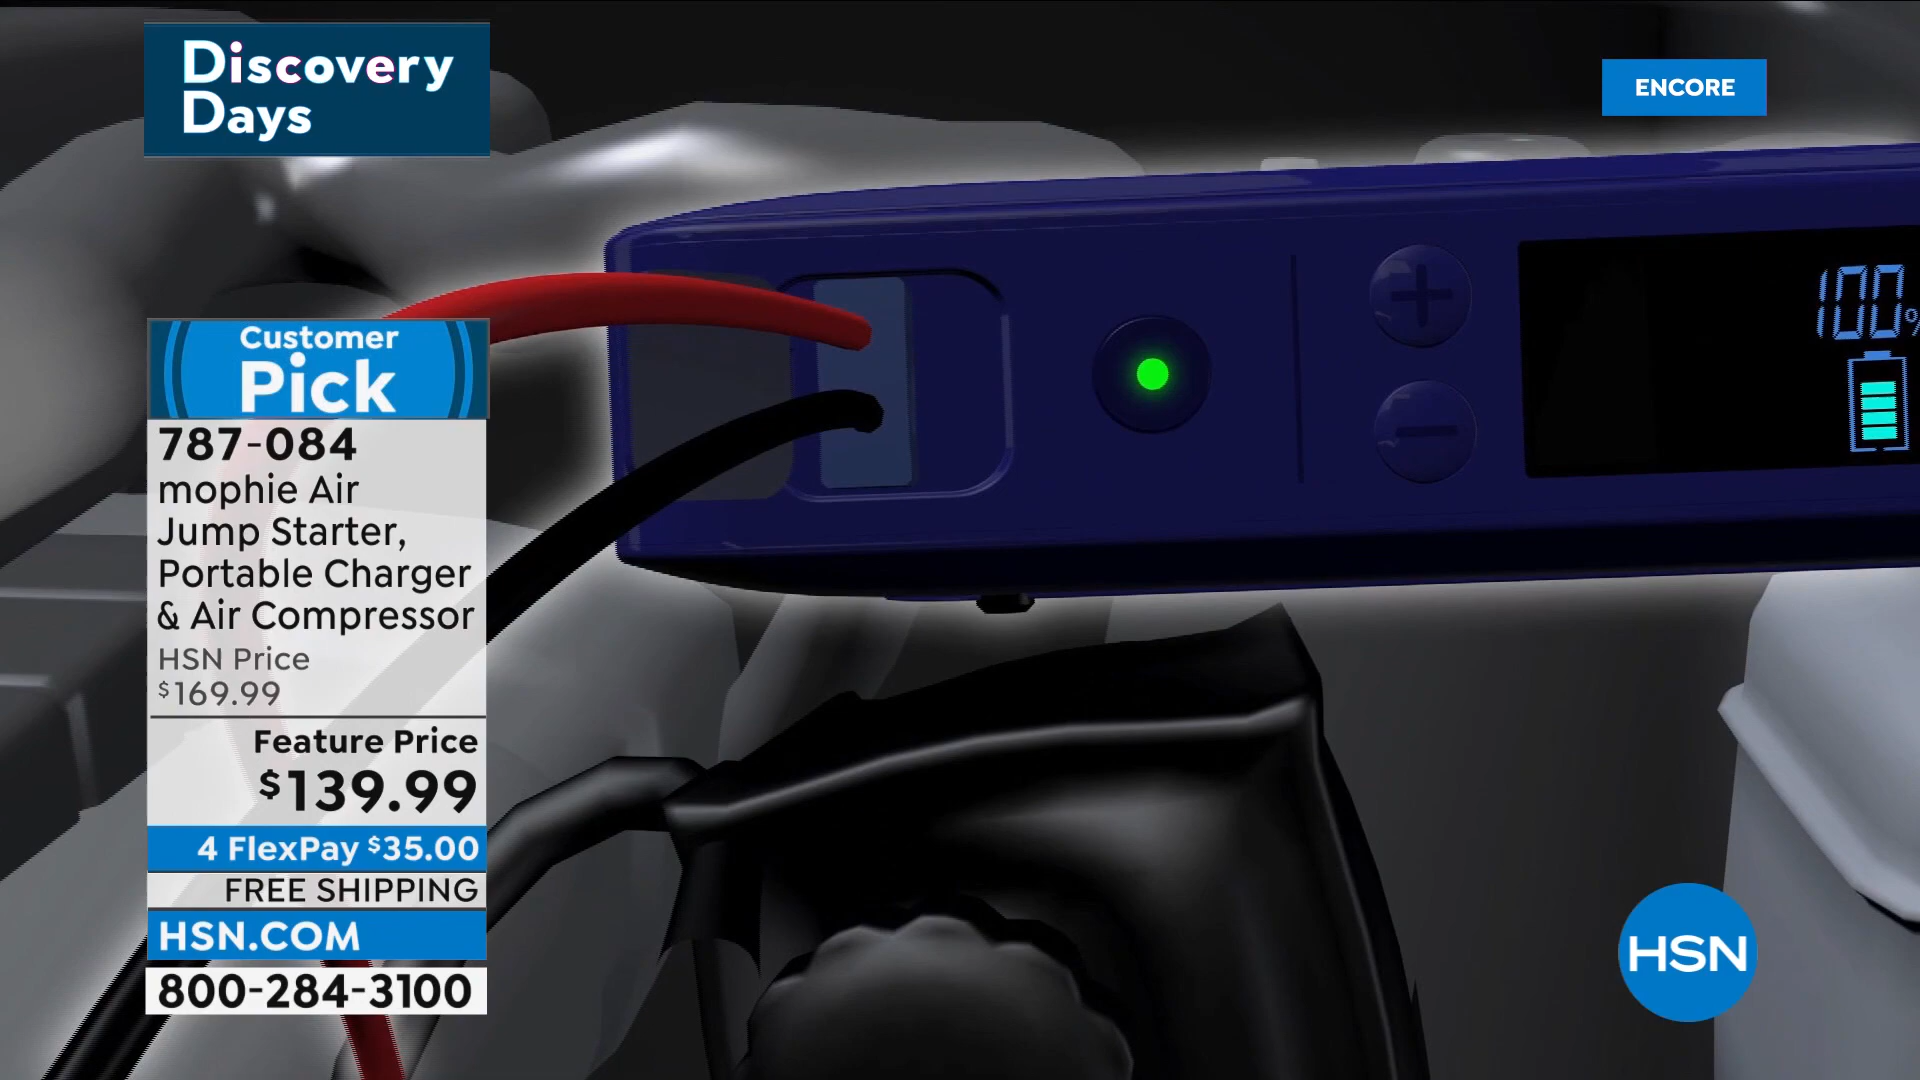 Discovery
Days
ENCORE
Customer
Pick
787-084
mophie Air
Jump Starter,
Portable Charger
& Air Compressor
HSN Price
$169.99
Feature Price
$139.99
4 FlexPay $35.00
FREE SHIPPING
HSN.COM
800-284-3100
100%
HSN